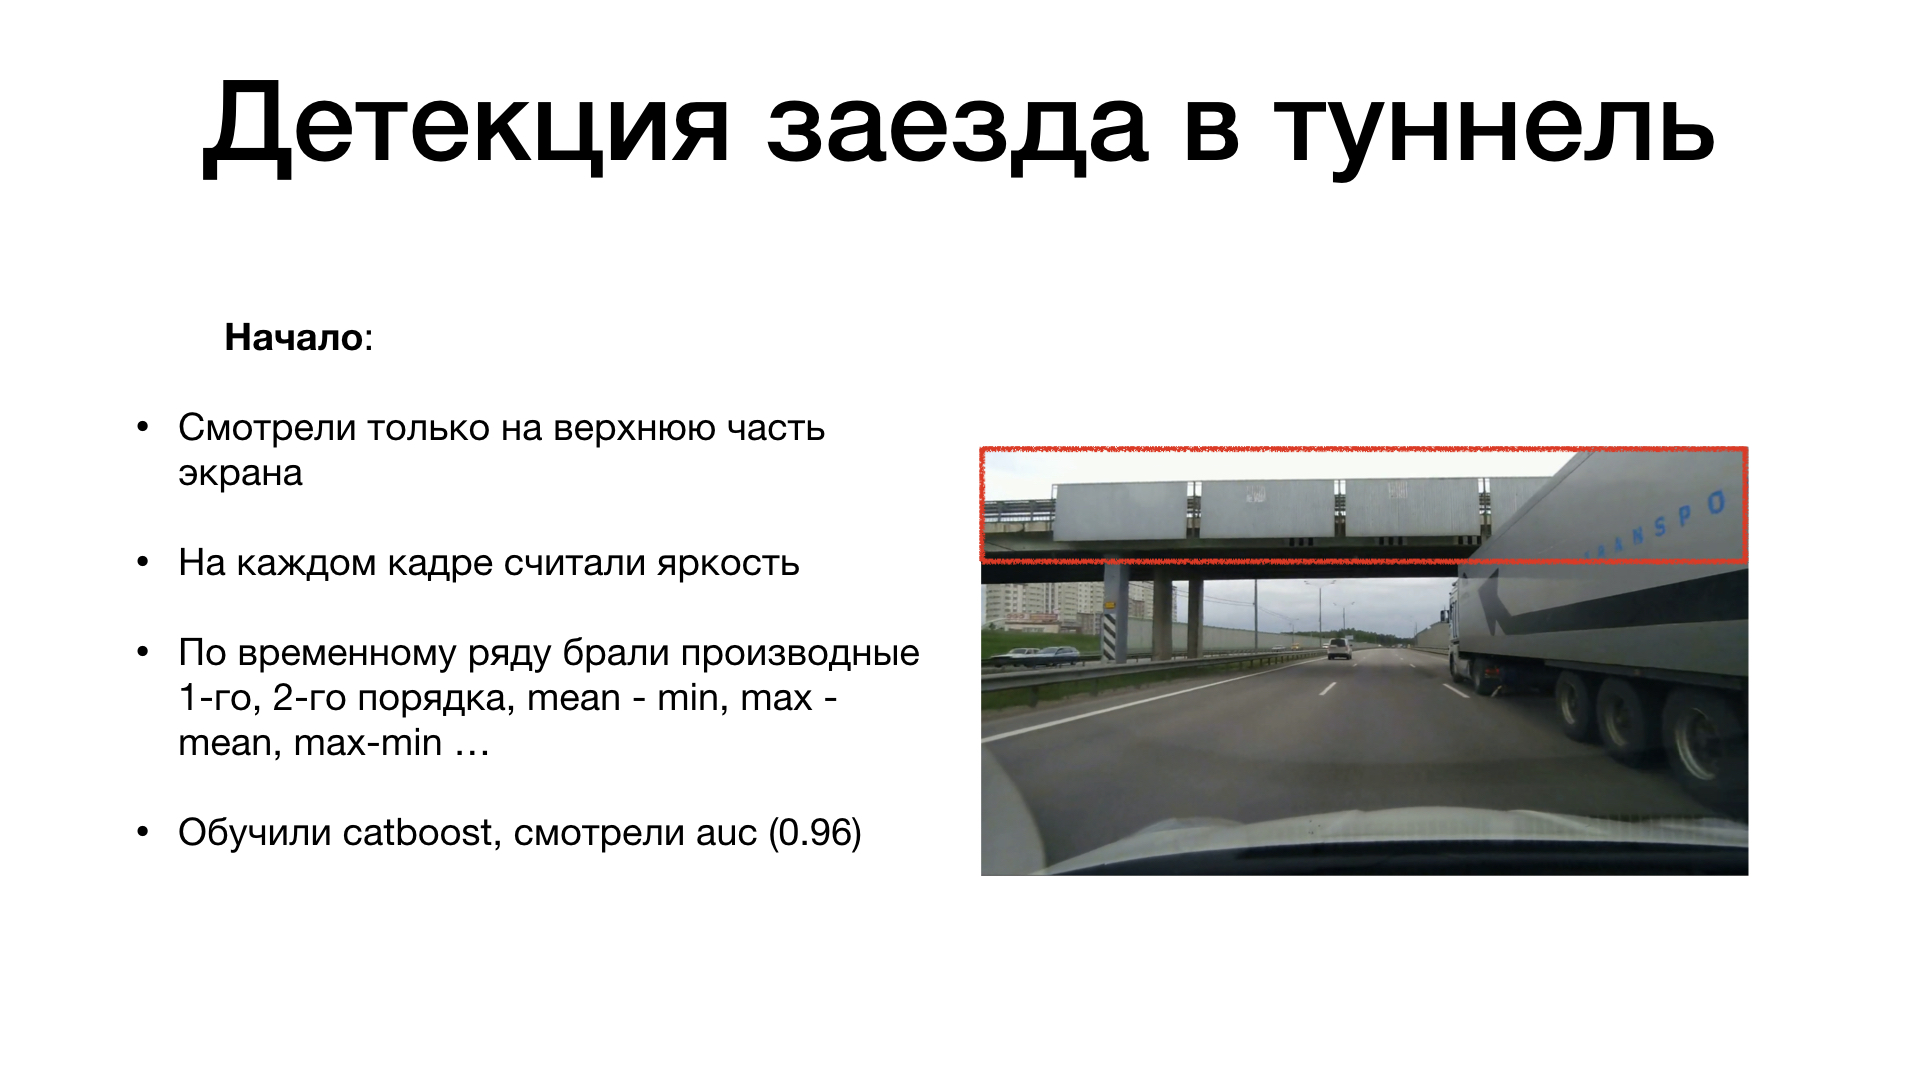 Детекция заезда в туннель
Начало:
• Смотрели только на верхнюю часть
экрана
• На каждом кадре считали яркость
• По временному ряду брали производные
1-го, 2-го порядка, mean - min, max -
mean, max-min …
• Обучили catboost, смотрели auc (0.96)
TRANSPO